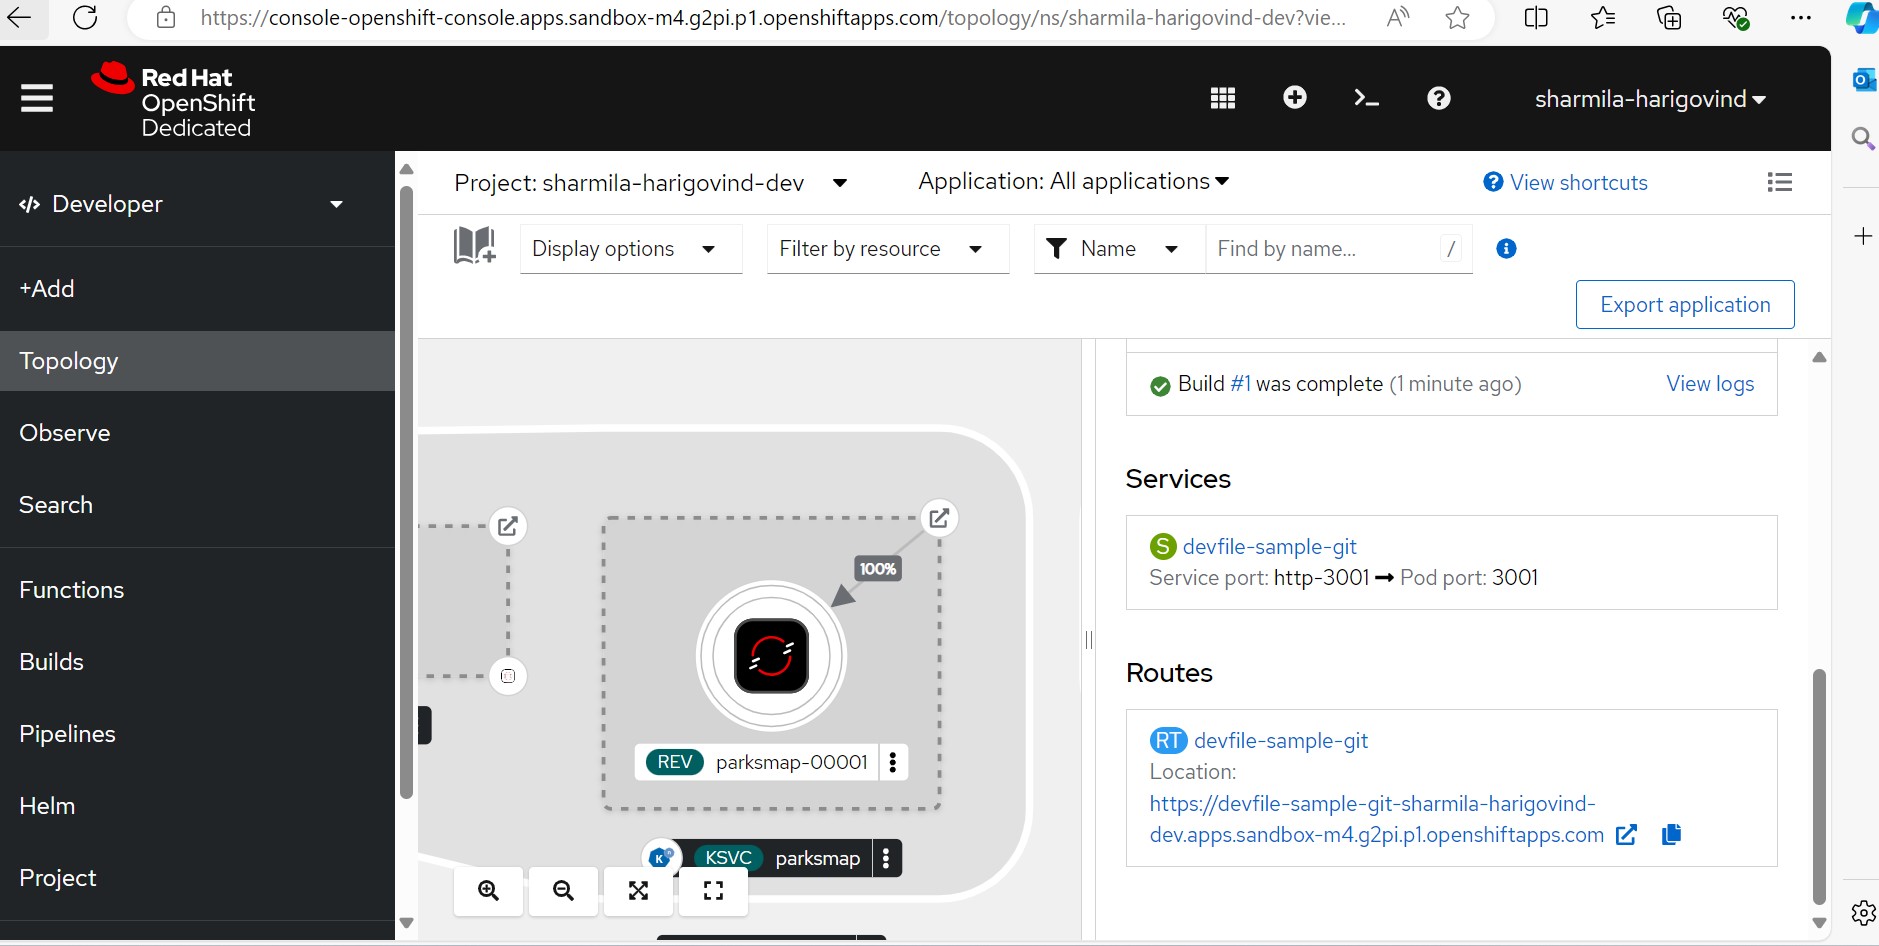 https://console-openshift-console.apps.sandbox-m4.g2pi.p1.openshiftapps.com/topology/ns/sharmila-harigovind-dev?vie...
Red Hat
OpenShift
Dedicated
sharmila-harigovind
Developer
+Add
Topology
Observe
Search
Functions
Builds
Pipelines
Helm
Project
Project: sharmila-harigovind-dev
Application: All applications
View shortcuts
Display options
Filter by resource
Name
Find by name...
/
Export application
100%
REV parksmap-00001
KSVC parksmap
Build #1 was complete (1 minute ago)
View logs
Services
S devfile-sample-git
Service port: http-3001 → Pod port: 3001
Routes
RT devfile-sample-git
Location:
https://devfile-sample-git-sharmila-harigovind-
dev.apps.sandbox-m4.g2pi.p1.openshiftapps.com